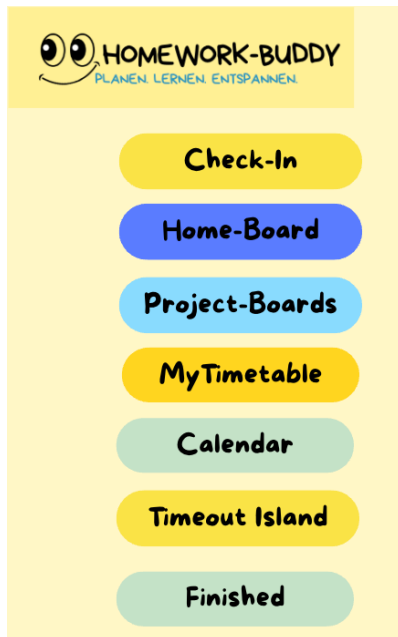 HOMEWORK-BUDDY
PLANEN. LERNEN. ENTSPANNEN.
Check-In
Home-Board
Project-Boards
MyTimetable
Calendar
Timeout Island
Finished